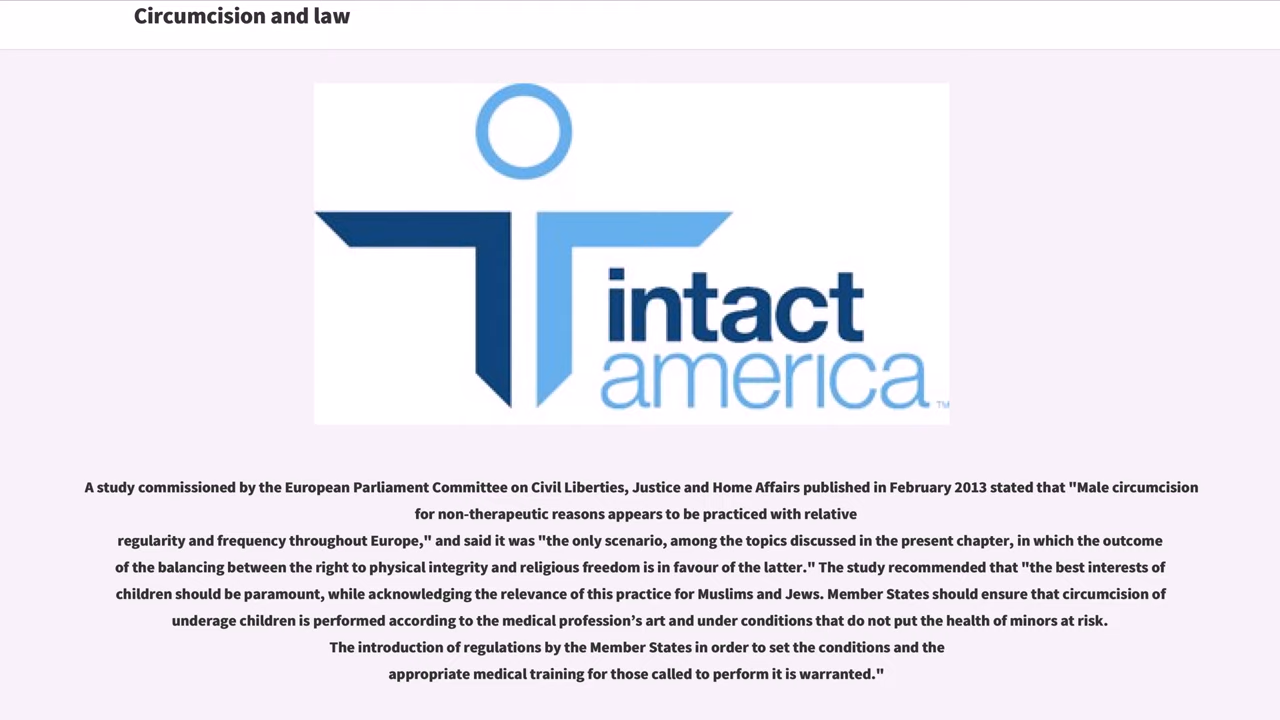 Circumcision and law
intact
america
TM
A study commissioned by the European Parliament Committee on Civil Liberties, Justice and Home Affairs published in February 2013 stated that "Male circumcision
for non-therapeutic reasons appears to be practiced with relative
regularity and frequency throughout Europe," and said it was "the only scenario, among the topics discussed in the present chapter, in which the outcome
of the balancing between the right to physical integrity and religious freedom is in favour of the latter." The study recommended that "the best interests of
children should be paramount, while acknowledging the relevance of this practice for Muslims and Jews. Member States should ensure that circumcision of
underage children is performed according to the medical profession’s art and under conditions that do not put the health of minors at risk.
The introduction of regulations by the Member States in order to set the conditions and the
appropriate medical training for those called to perform it is warranted."